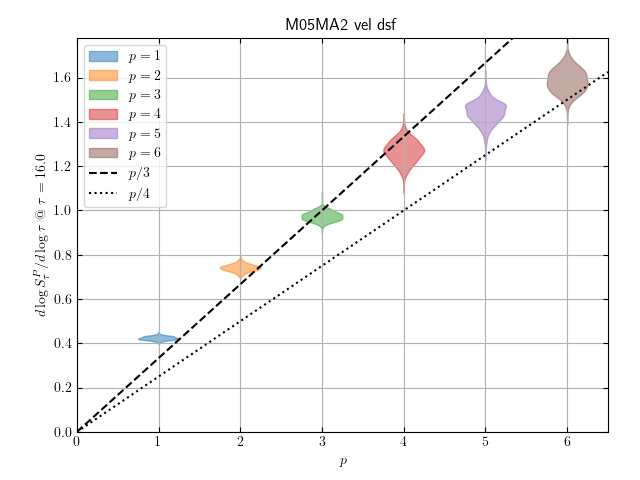 M05MA2 vel dsf
p = 1
p = 2
p = 3
p = 4
p = 5
p = 6
p/3
p/4
d log S_τ^P / d log τ @ τ = 16.0
1.6
1.4
1.2
1.0
0.8
0.6
0.4
0.2
0.0
0 1 2 3 4 5 6
p